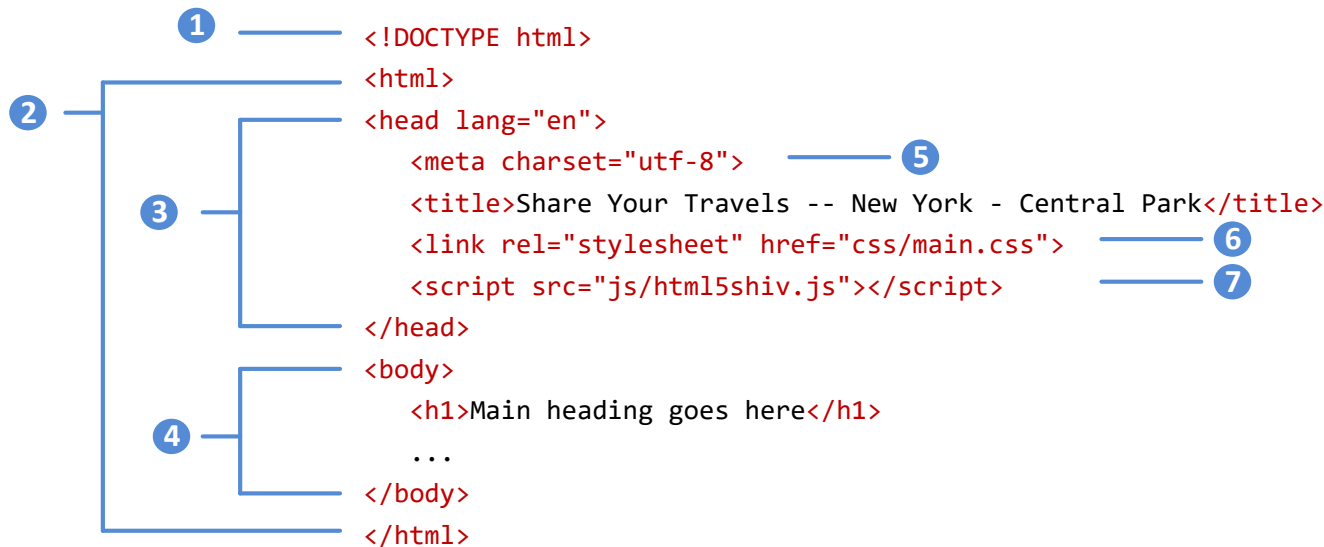 1 <!DOCTYPE html>
2 <html>
3 <head lang="en">
<meta charset="utf-8"> 5
<title>Share Your Travels -- New York - Central Park</title>
<link rel="stylesheet" href="css/main.css"> 6
<script src="js/html5shiv.js"></script> 7
</head>
<body>
<h1>Main heading goes here</h1>
4 ...
</body>
</html>